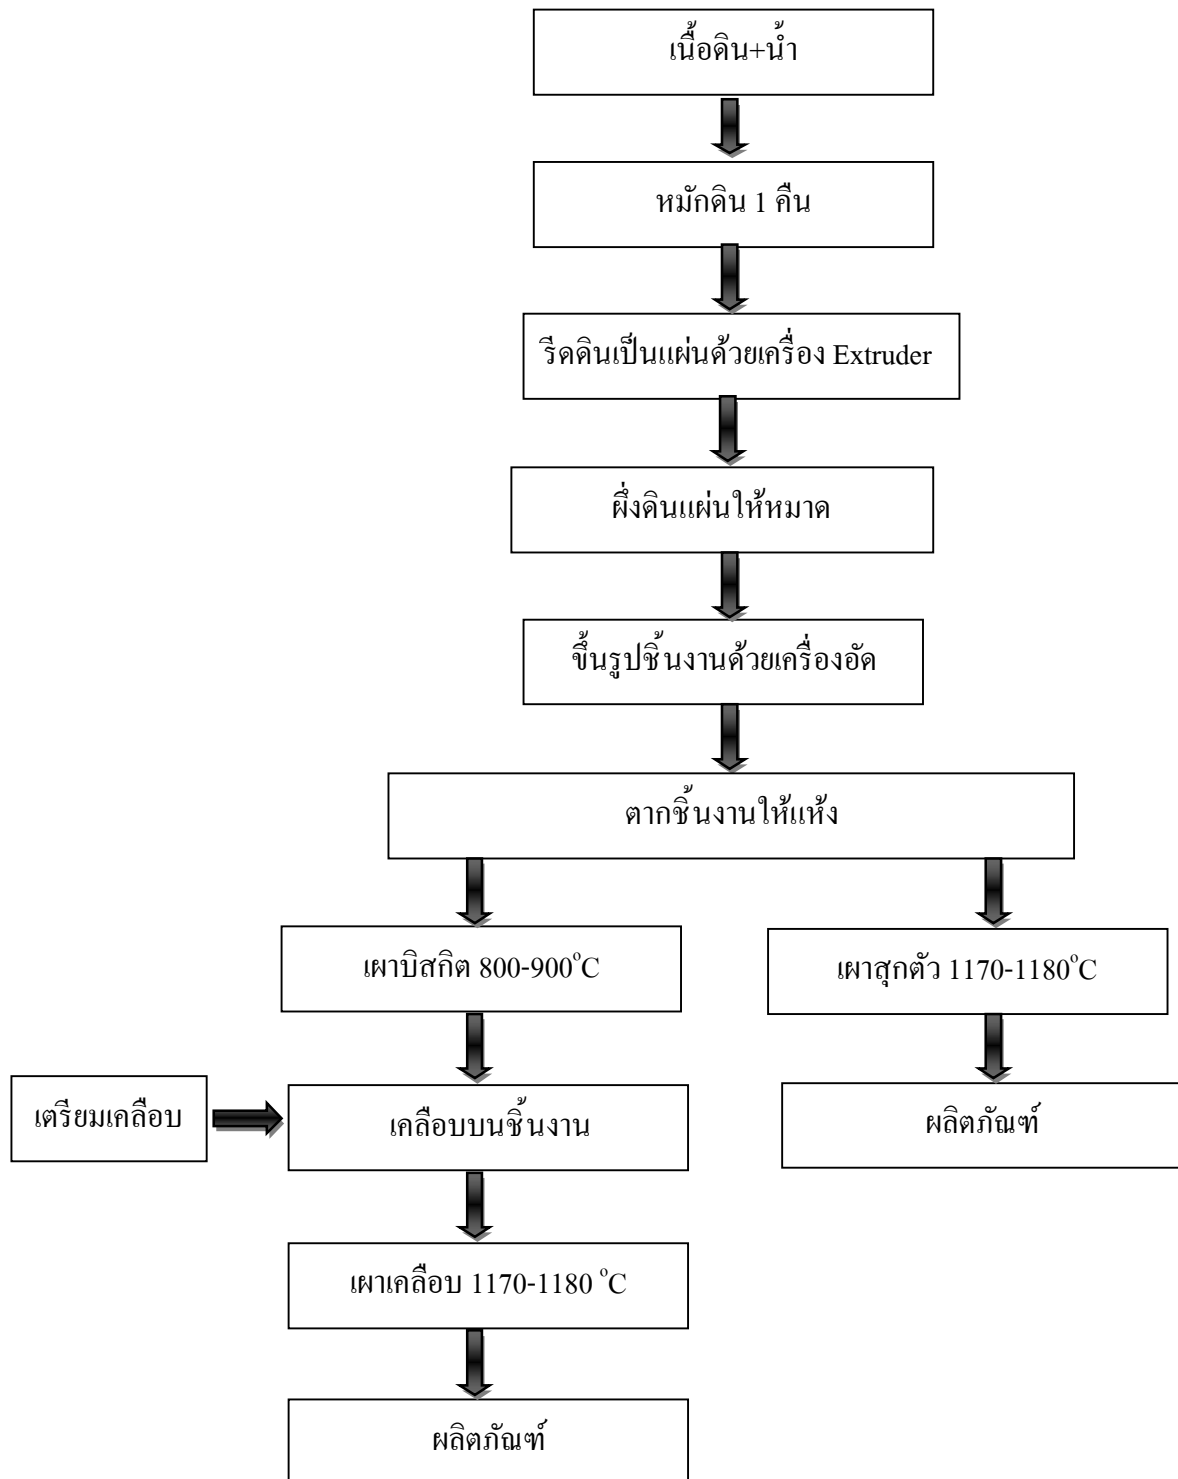 เนื้อดิน+น้ำ
หมักดิน 1 คืน
รีดดินเป็นแผ่นด้วยเครื่อง Extruder
ผึ่งดินแผ่นให้หมาด
ขึ้นรูปชิ้นงานด้วยเครื่องอัด
ตากชิ้นงานให้แห้ง
เผาบิสกิต 800-900°C
เผาสุกตัว 1170-1180°C
เตรียมเคลือบ
เคลือบบนชิ้นงาน
ผลิตภัณฑ์
เผาเคลือบ 1170-1180 °C
ผลิตภัณฑ์